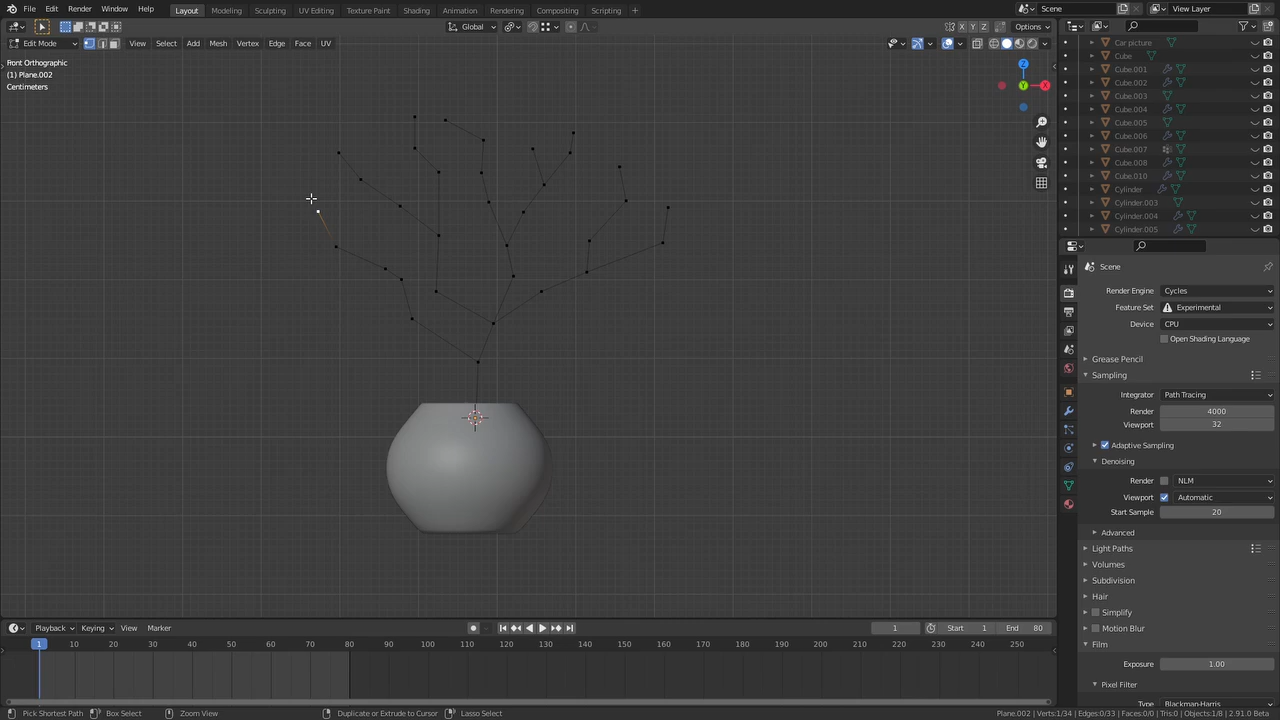 File Edit Render Window Help Layout Modeling Sculpting UV Editing Texture Paint Shading Animation Rendering Compositing Scripting + Scene View Layer
Global X Y Z Options
Edit Mode View Select Add Mesh Vertex Edge Face UV
Front Orthographic
(1) Plane.002
Centimeters
Z
Y
X
Car picture
Cube
Cube.001
Cube.002
Cube.003
Cube.004
Cube.005
Cube.006
Cube.007
Cube.008
Cube.010
Cylinder
Cylinder.003
Cylinder.004
Cylinder.005
Scene
Render Engine Cycles
Feature Set Experimental
Device CPU
Open Shading Language
Grease Pencil
Sampling
Integrator Path Tracing
Render 4000
Viewport 32
Adaptive Sampling
Denoising
Render NLM
Viewport Automatic
Start Sample 20
Advanced
Light Paths
Volumes
Subdivision
Hair
Simplify
Motion Blur
Film
Exposure 1.00
Pixel Filter
Type Blackman-Harris
Playback Keying View Marker 1 Start 1 End 80
1 10 20 30 40 50 60 70 80 90 100 110 120 130 140 150 160 170 180 190 200 210 220 230 240 250
Pick Shortest Path Box Select Zoom View Duplicate or Extrude to Cursor Lasso Select Plane.002 | Verts:1/34 | Edges:0/33 | Faces:0/0 | Tris:0 | Objects:1/8 | 2.91.0 Beta